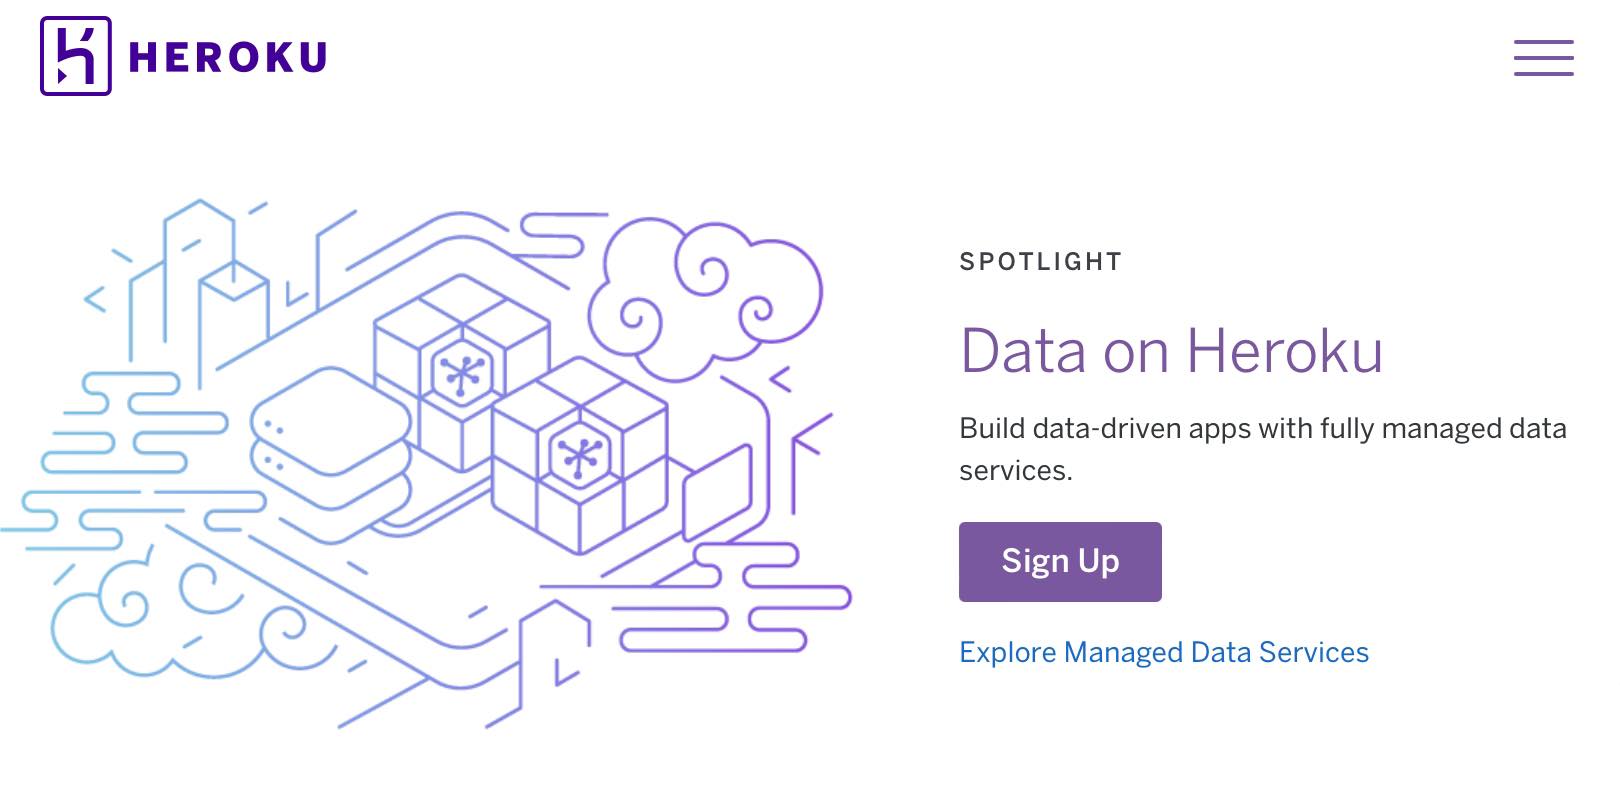 HEROKU
SPOTLIGHT
Data on Heroku
Build data-driven apps with fully managed data
services.
Sign Up
Explore Managed Data Services